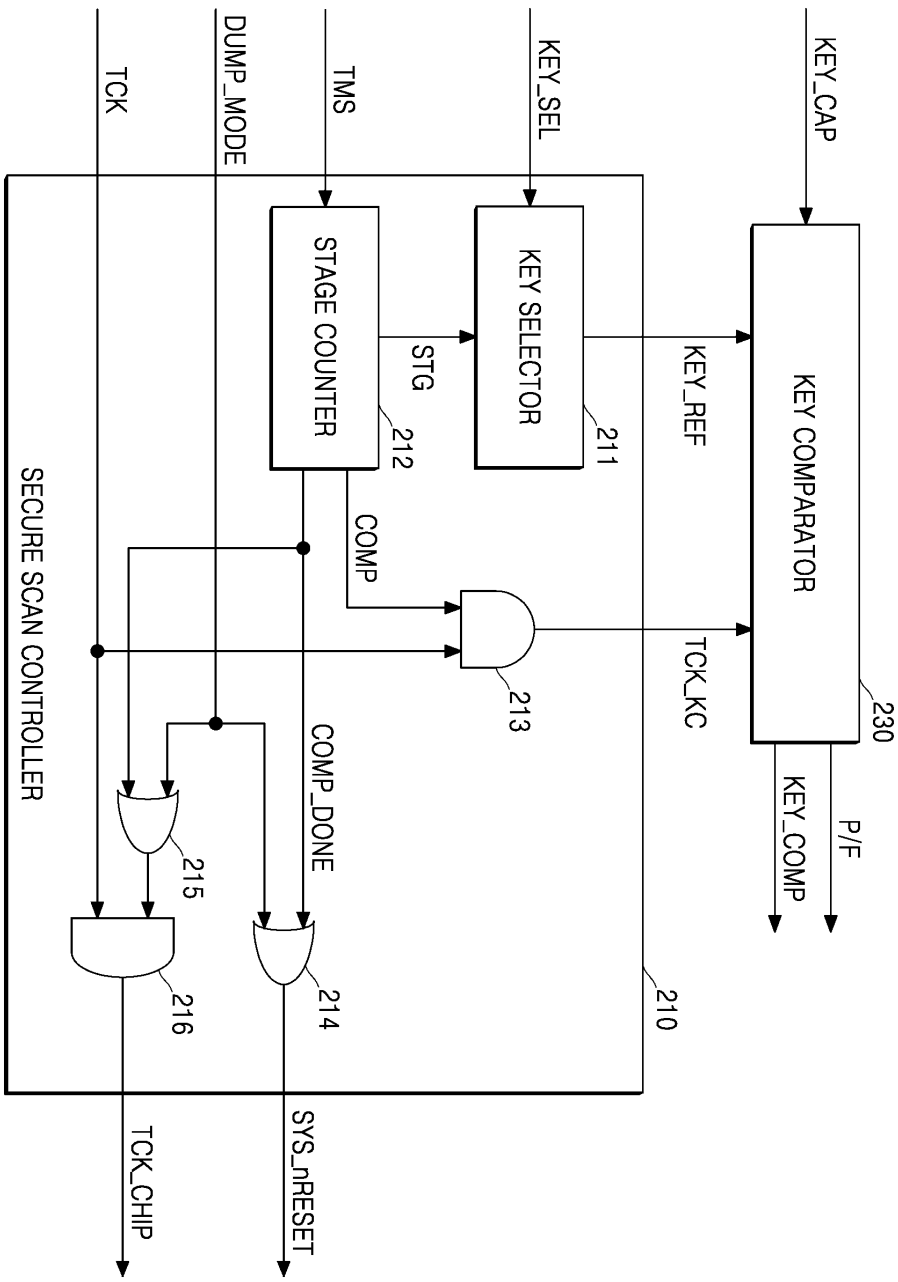 KEY_CAP
KEY COMPARATOR
230
P/F
KEY_COMP
KEY_REF
TCK_KC
210
KEY_SEL
KEY SELECTOR
211
213
STG
TMS
STAGE COUNTER
212
COMP
COMP_DONE
214
SYS_nRESET
DUMP_MODE
215
TCK
216
TCK_CHIP
SECURE SCAN CONTROLLER